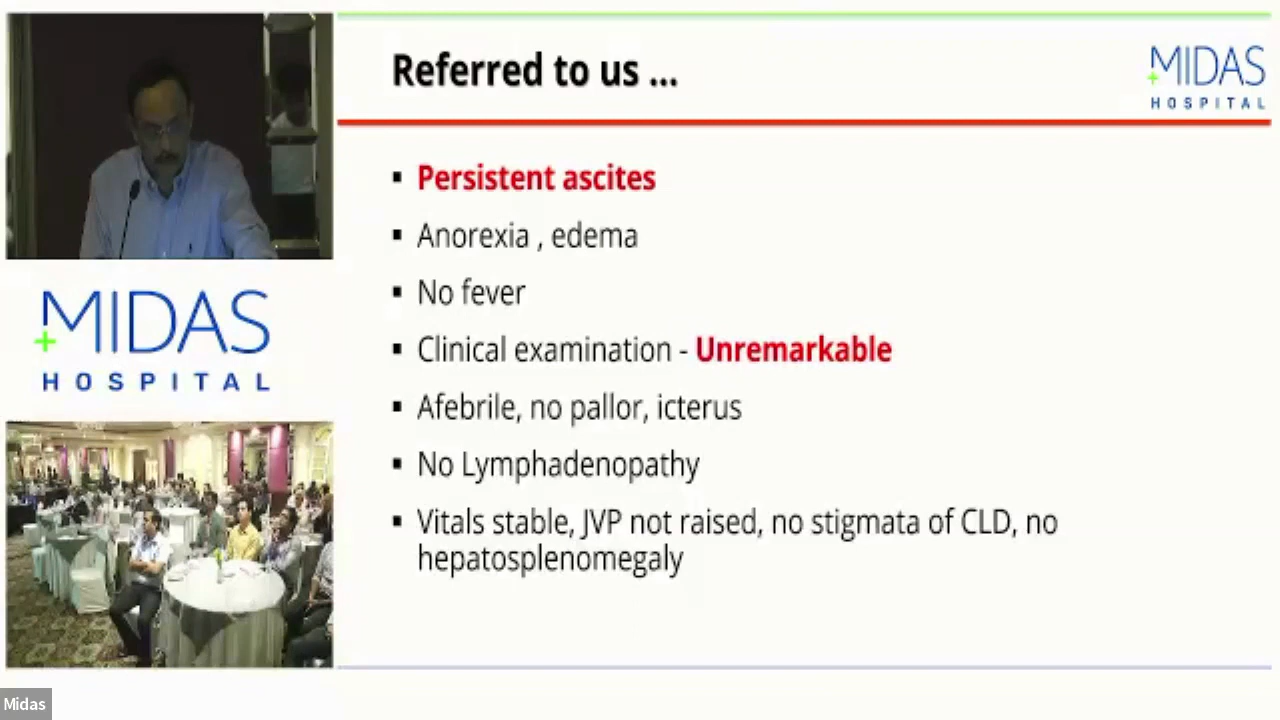 Referred to us ...
MIDAS
HOSPITAL
▪ Persistent ascites
▪ Anorexia , edema
▪ No fever
▪ Clinical examination - Unremarkable
▪ Afebrile, no pallor, icterus
▪ No Lymphadenopathy
▪ Vitals stable, JVP not raised, no stigmata of CLD, no
hepatosplenomegaly
MIDAS
HOSPITAL
Midas